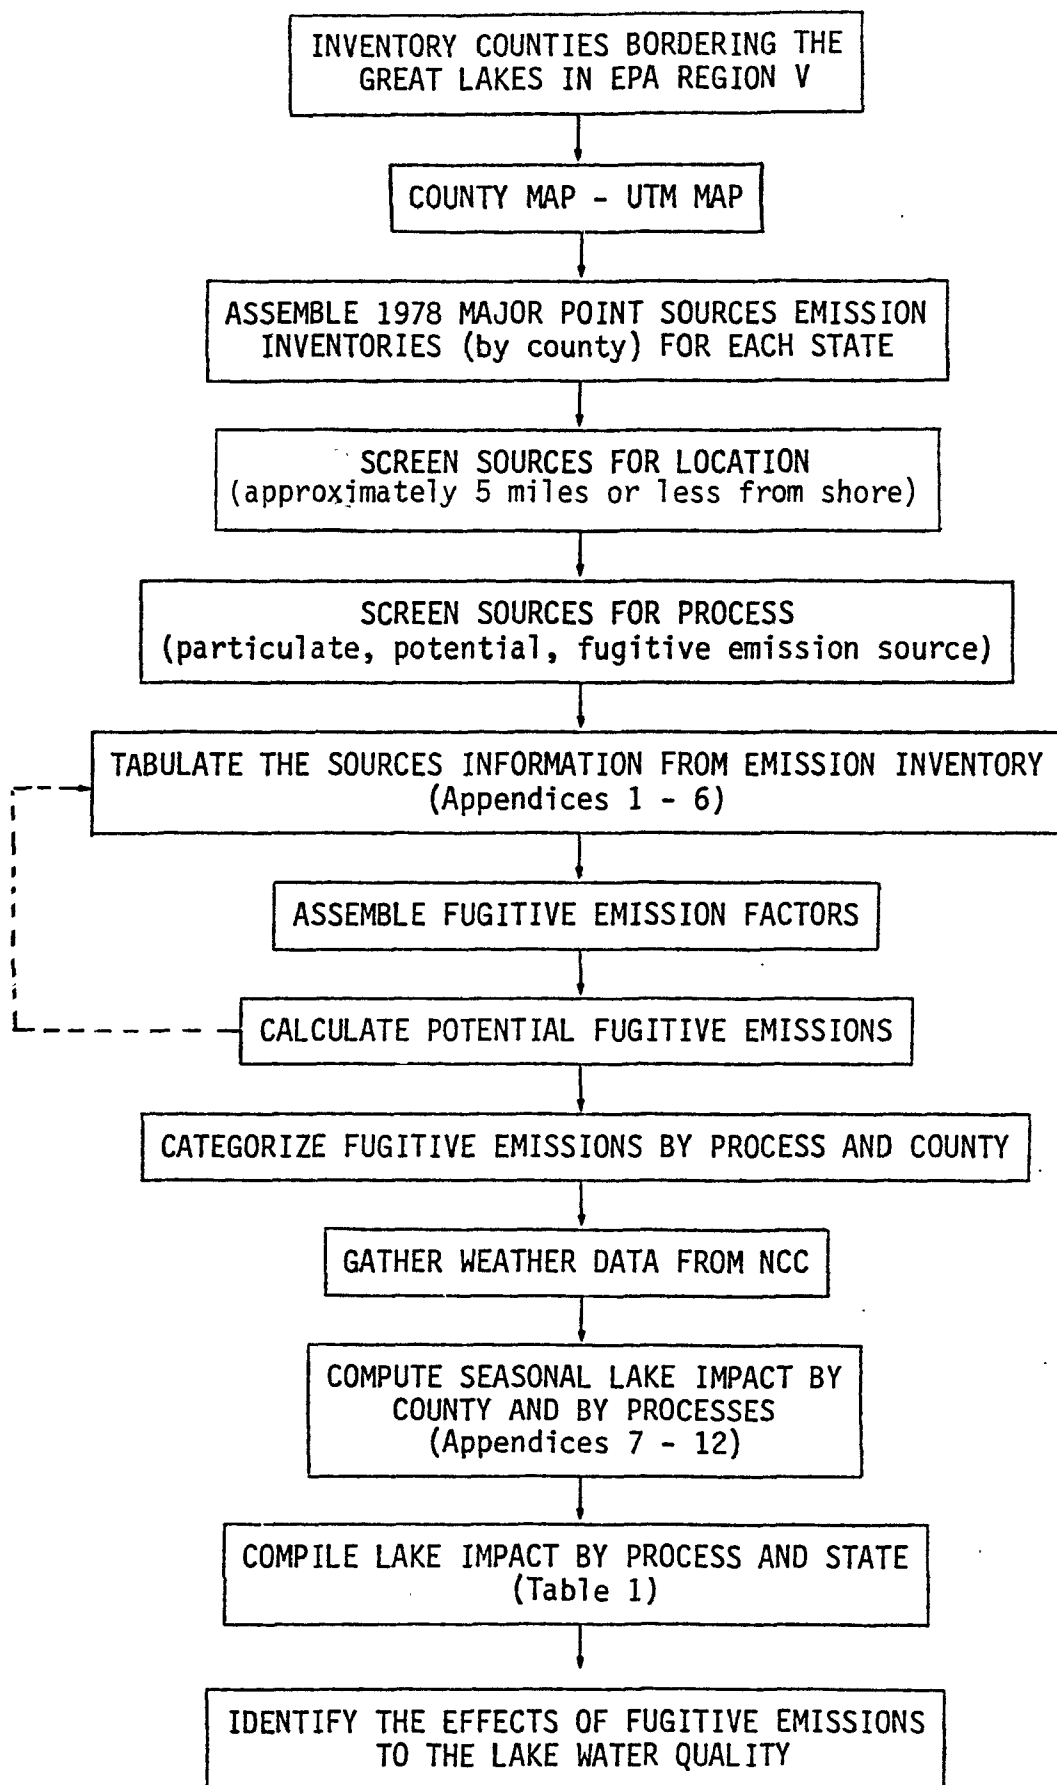 INVENTORY COUNTIES BORDERING THE
GREAT LAKES IN EPA REGION V
COUNTY MAP - UTM MAP
ASSEMBLE 1978 MAJOR POINT SOURCES EMISSION
INVENTORIES (by county) FOR EACH STATE
SCREEN SOURCES FOR LOCATION
(approximately 5 miles or less from shore)
SCREEN SOURCES FOR PROCESS
(particulate, potential, fugitive emission source)
TABULATE THE SOURCES INFORMATION FROM EMISSION INVENTORY
(Appendices 1 - 6)
ASSEMBLE FUGITIVE EMISSION FACTORS
CALCULATE POTENTIAL FUGITIVE EMISSIONS
CATEGORIZE FUGITIVE EMISSIONS BY PROCESS AND COUNTY
GATHER WEATHER DATA FROM NCC
COMPUTE SEASONAL LAKE IMPACT BY
COUNTY AND BY PROCESSES
(Appendices 7 - 12)
COMPILE LAKE IMPACT BY PROCESS AND STATE
(Table 1)
IDENTIFY THE EFFECTS OF FUGITIVE EMISSIONS
TO THE LAKE WATER QUALITY